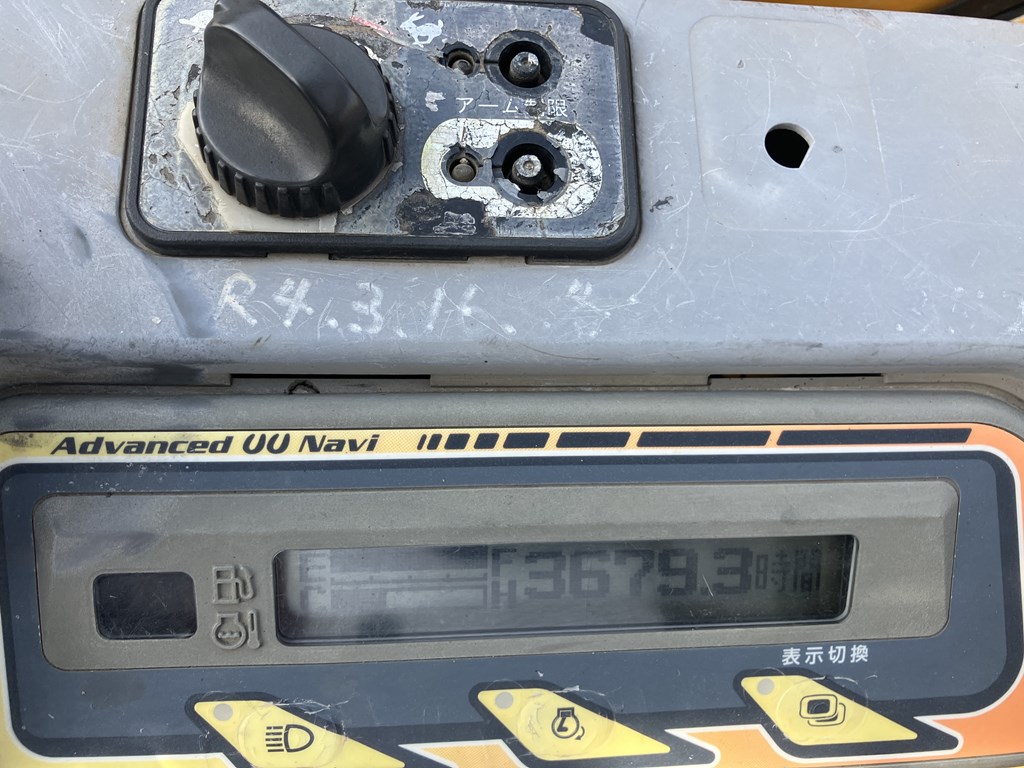 アーム制限
R4.3.16.
Advanced UU Navi
3679.3時間
表示切換